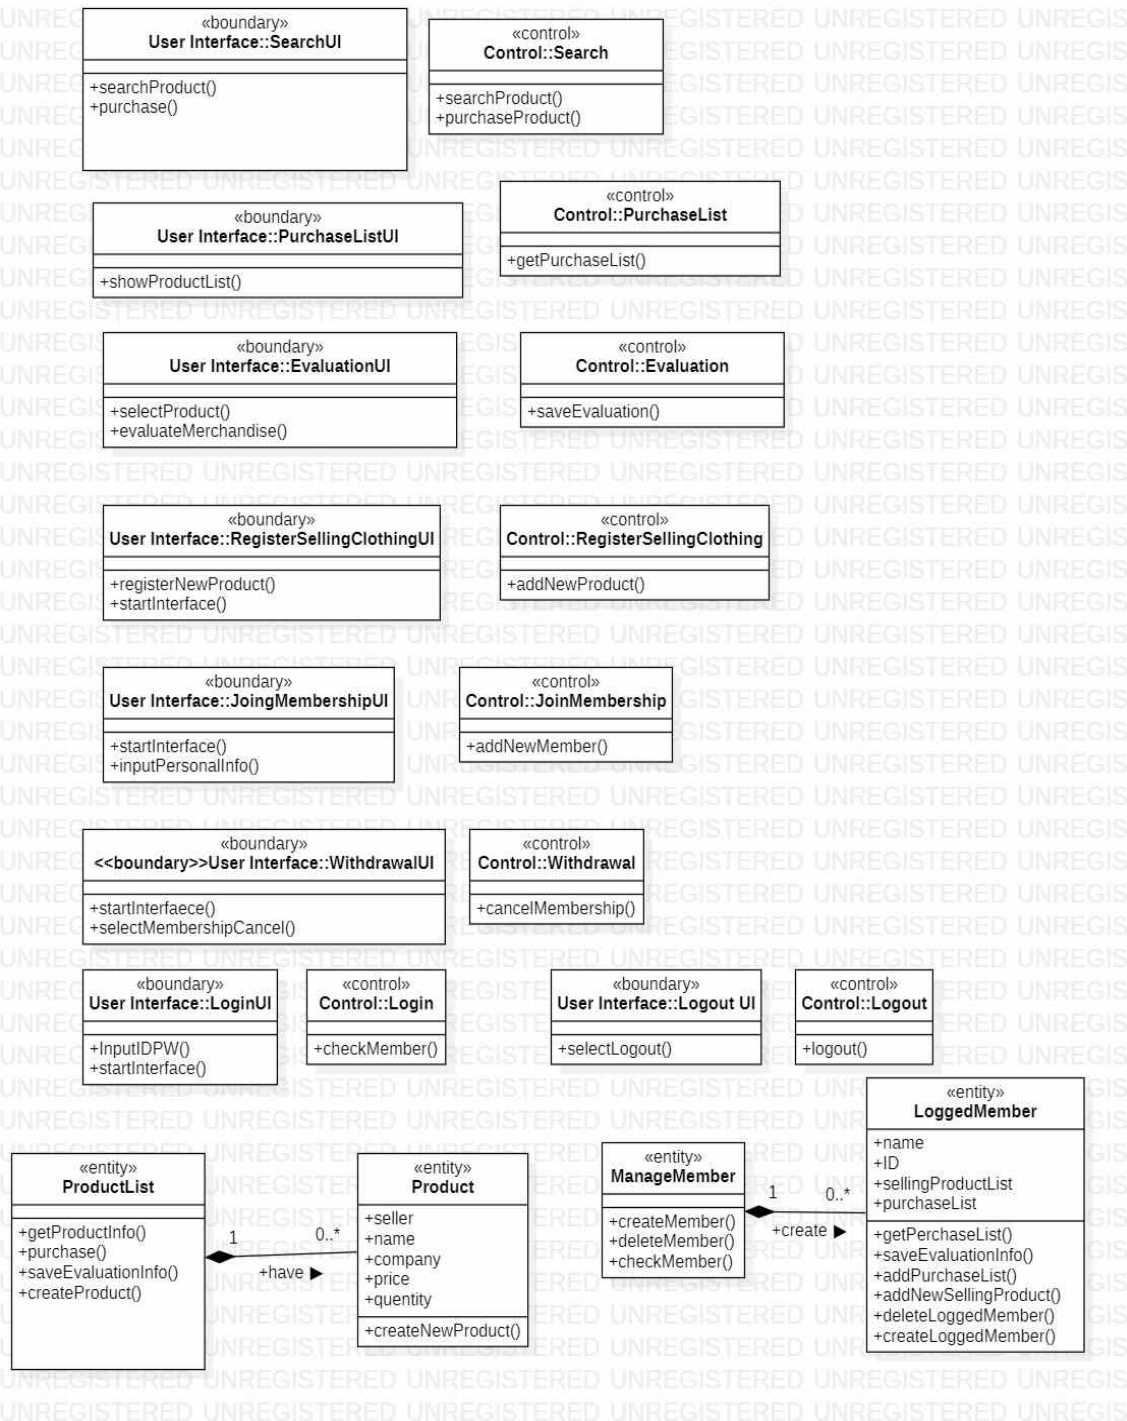 «boundary»
User Interface::SearchUI
+searchProduct()
+purchase()
«control»
Control::Search
+searchProduct()
+purchaseProduct()
«boundary»
User Interface::PurchaseListUI
+showProductList()
«control»
Control::PurchaseList
+getPurchaseList()
«boundary»
User Interface::EvaluationUI
+selectProduct()
+evaluateMerchandise()
«control»
Control::Evaluation
+saveEvaluation()
«boundary»
User Interface::RegisterSellingClothingUI
+registerNewProduct()
+startInterface()
«control»
Control::RegisterSellingClothing
+addNewProduct()
«boundary»
User Interface::JoingMembershipUI
+startInterface()
+inputPersonalInfo()
«control»
Control::JoinMembership
+addNewMember()
«boundary»
<<boundary>>User Interface::WithdrawalUI
+startInterfaece()
+selectMembershipCancel()
«control»
Control::Withdrawal
+cancelMembership()
«boundary»
User Interface::LoginUI
+InputIDPW()
+startInterface()
«control»
Control::Login
+checkMember()
«boundary»
User Interface::Logout UI
+selectLogout()
«control»
Control::Logout
+logout()
«entity»
ProductList
+getProductInfo()
+purchase()
+saveEvaluationInfo()
+createProduct()
1
0..*
+have ▶
«entity»
Product
+seller
+name
+company
+price
+quentity
+createNewProduct()
«entity»
ManageMember
+createMember()
+deleteMember()
+checkMember()
1
0..*
+create ▶
«entity»
LoggedMember
+name
+ID
+sellingProductList
+purchaseList
+getPerchaseList()
+saveEvaluationInfo()
+addPurchaseList()
+addNewSellingProduct()
+deleteLoggedMember()
+createLoggedMember()
UNREGISTERED